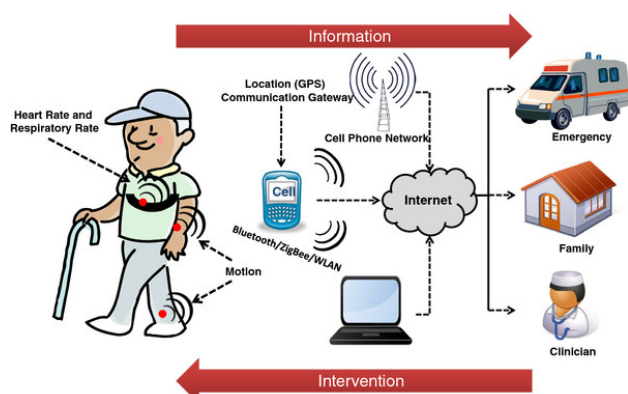 Information
Location (GPS)
Communication Gateway
Heart Rate and
Respiratory Rate
Cell Phone Network
Emergency
Cell
Internet
Bluetooth/ZigBee/WLAN
Family
Motion
Clinician
Intervention